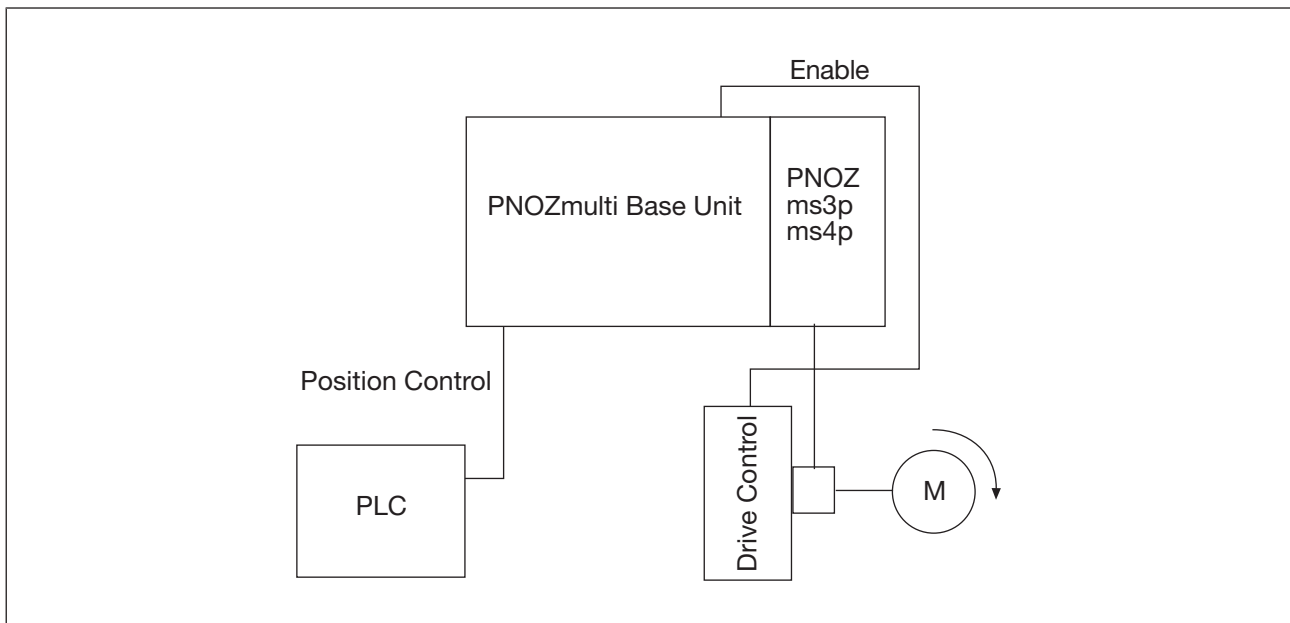 Enable
PNOZmulti Base Unit
PNOZ
ms3p
ms4p
Position Control
PLC
Drive Control
M